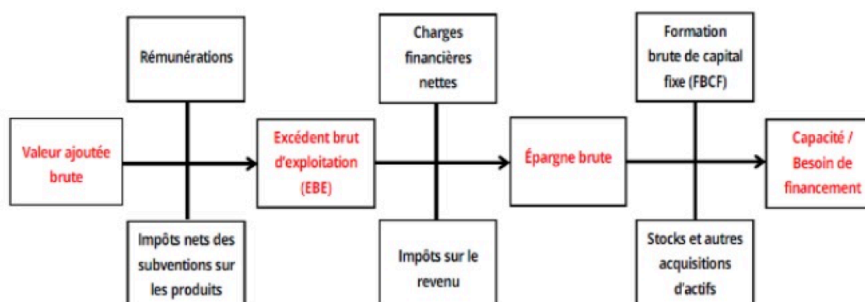 Rémunérations
Charges
financières
nettes
Formation
brute de capital
fixe (FBCF)
Valeur ajoutée
brute
Excédent brut
d'exploitation
(EBE)
Épargne brute
Capacité /
Besoin de
financement
Impôts nets des
subventions sur
les produits
Impôts sur le
revenu
Stocks et autres
acquisitions
d'actifs